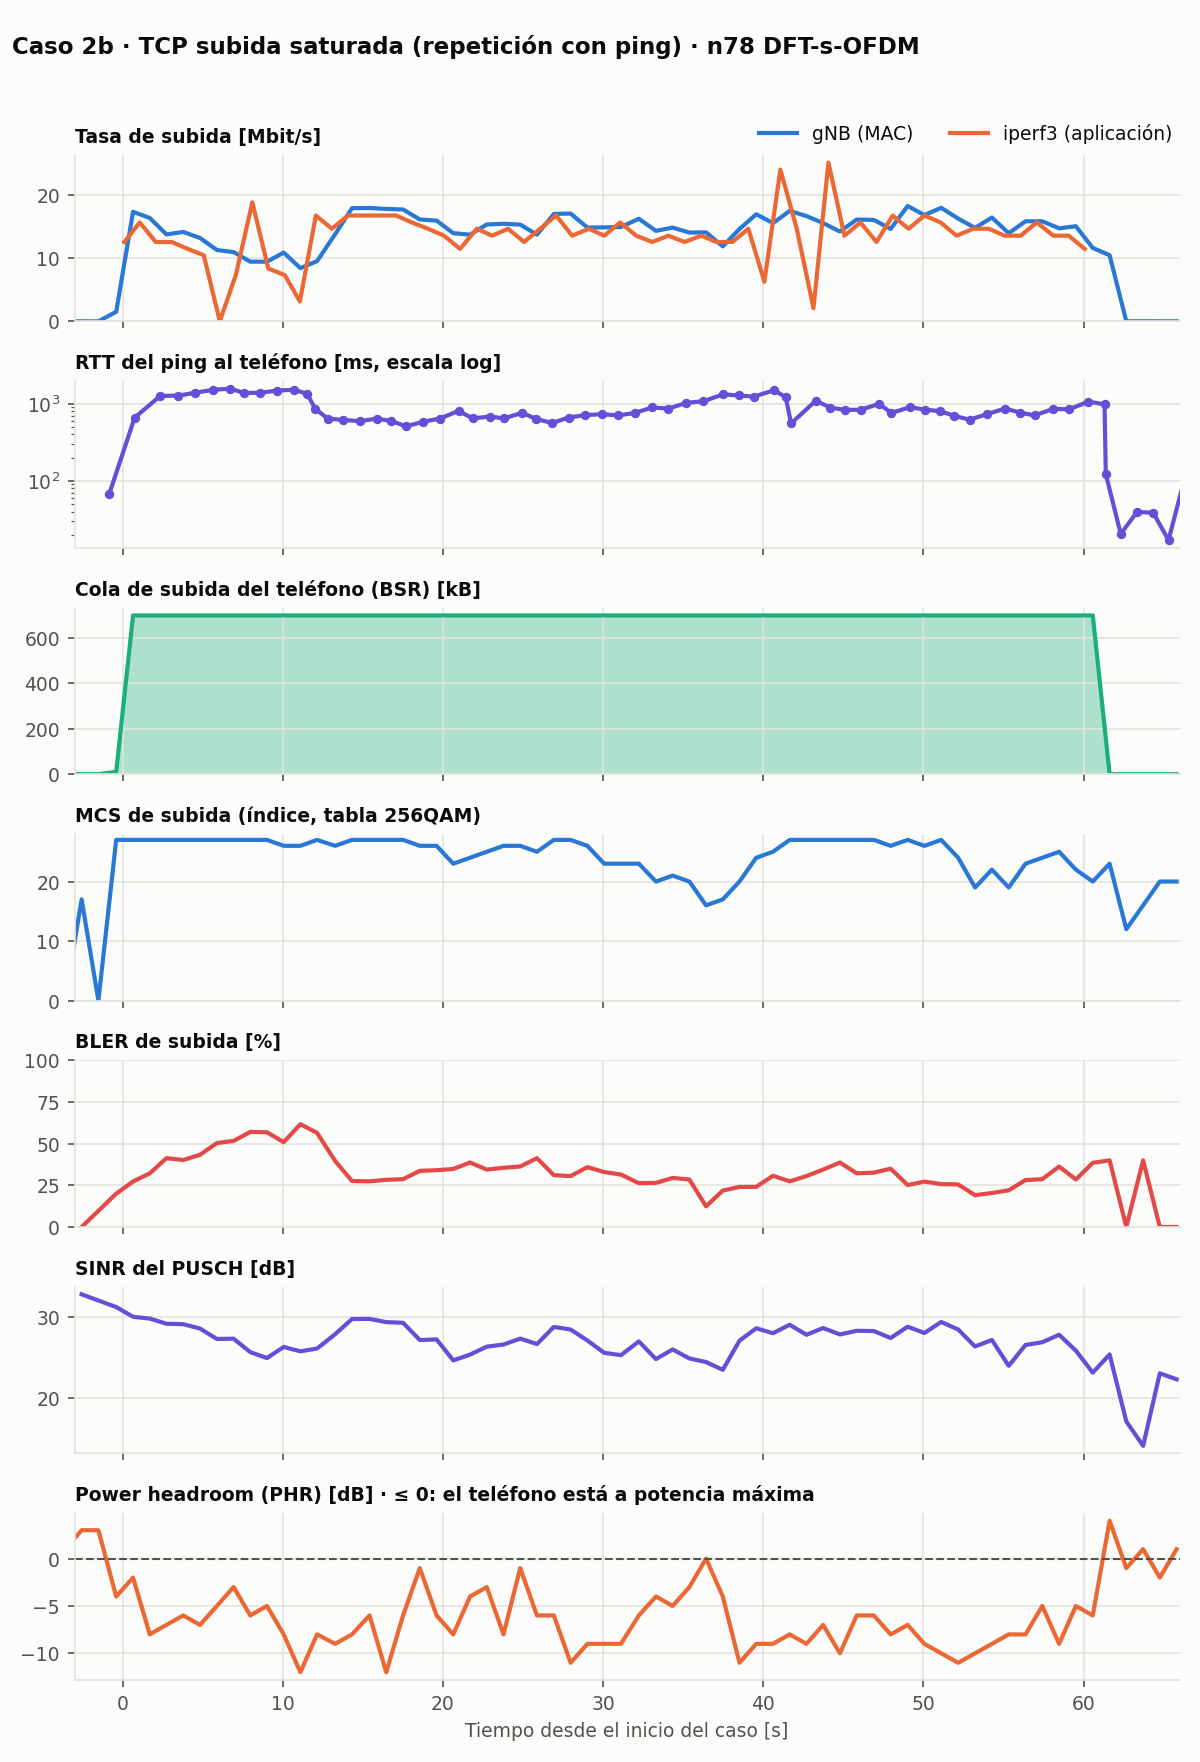 Caso 2b · TCP subida saturada (repetición con ping) · n78 DFT-s-OFDM
Tasa de subida [Mbit/s]
gNB (MAC)
iperf3 (aplicación)
20
10
0
RTT del ping al teléfono [ms, escala log]
10³
10²
Cola de subida del teléfono (BSR) [kB]
600
400
200
0
MCS de subida (índice, tabla 256QAM)
20
10
0
BLER de subida [%]
100
75
50
25
0
SINR del PUSCH [dB]
30
20
Power headroom (PHR) [dB] · ≤ 0: el teléfono está a potencia máxima
0
−5
−10
0 10 20 30 40 50 60
Tiempo desde el inicio del caso [s]